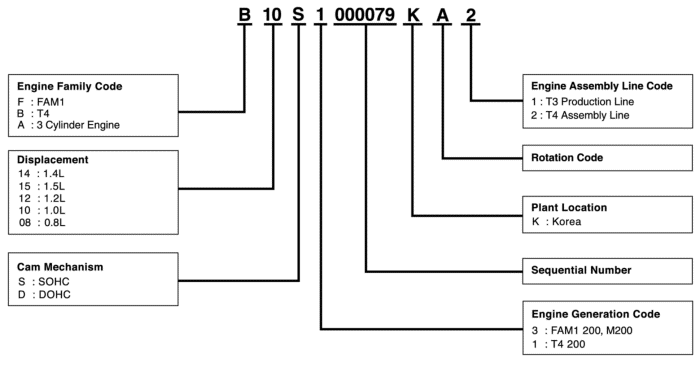 B 10 S 1 000079 K A 2
Engine Family Code
F : FAM1
B : T4
A : 3 Cylinder Engine
Displacement
14 : 1.4L
15 : 1.5L
12 : 1.2L
10 : 1.0L
08 : 0.8L
Cam Mechanism
S : SOHC
D : DOHC
Engine Assembly Line Code
1 : T3 Production Line
2 : T4 Assembly Line
Rotation Code
Plant Location
K : Korea
Sequential Number
Engine Generation Code
3 : FAM1 200, M200
1 : T4 200